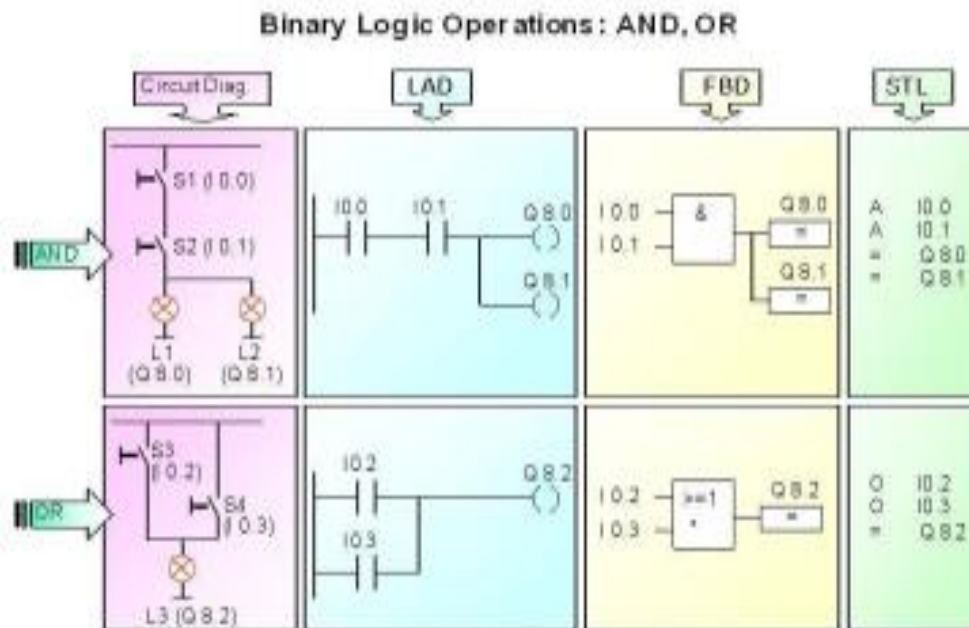 Binary Logic Operations: AND, OR
Circuit Diag.
LAD
FBD
STL
AND
S1 (I 0.0)
S2 (I 0.1)
L1
(Q 8.0)
L2
(Q 8.1)
I0.0
I0.1
Q 8.0
Q 8.1
I 0.0
I 0.1
&
Q 8.0
=
Q 8.1
=
A I0.0
A I0.1
= Q 8.0
= Q 8.1
OR
S3
(I 0.2)
S4
(I 0.3)
L3 (Q 8.2)
I0.2
I0.3
Q 8.2
I 0.2
I 0.3
>=1
Q 8.2
=
O I0.2
O I0.3
= Q 8.2